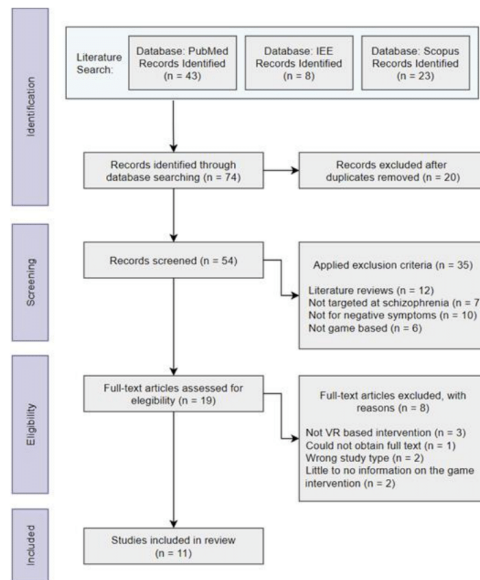 Identification
Literature
Search:
Database: PubMed
Records Identified
(n = 43)
Database: IEE
Records Identified
(n = 8)
Database: Scopus
Records Identified
(n = 23)
Records identified through
database searching (n = 74)
Records excluded after
duplicates removed (n = 20)
Screening
Records screened (n = 54)
Applied exclusion criteria (n = 35)
Literature reviews (n = 12)
Not targeted at schizophrenia (n = 7
Not for negative symptoms (n = 10)
Not game based (n = 6)
Eligibility
Full-text articles assessed for
elegibility (n = 19)
Full-text articles excluded, with
reasons (n = 8)
Not VR based intervention (n = 3)
Could not obtain full text (n = 1)
Wrong study type (n = 2)
Little to no information on the game
intervention (n = 2)
Included
Studies included in review
(n = 11)